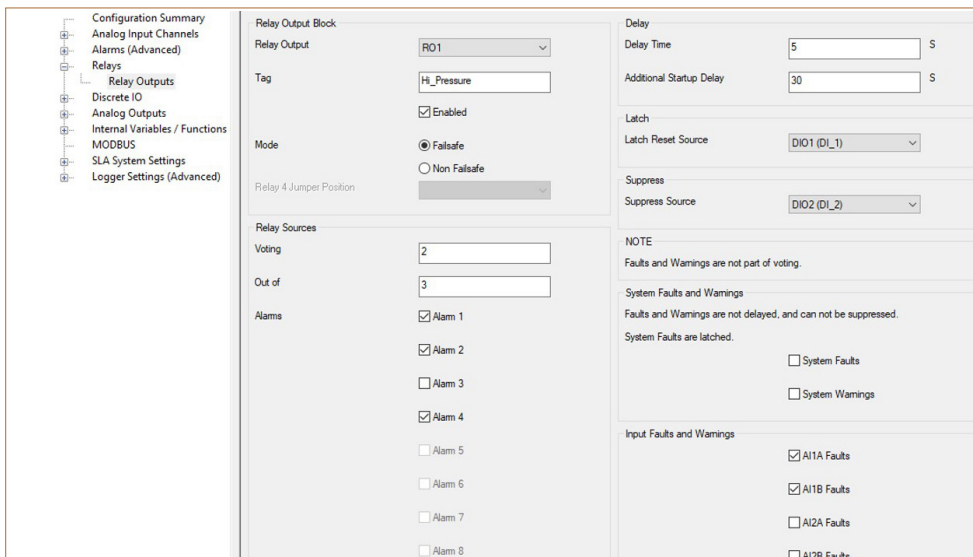 Configuration Summary
Analog Input Channels
Alarms (Advanced)
Relays
Relay Outputs
Discrete IO
Analog Outputs
Internal Variables / Functions
MODBUS
SLA System Settings
Logger Settings (Advanced)
Relay Output Block
Relay Output RO1
Tag Hi_Pressure
Enabled
Mode Failsafe
Non Failsafe
Relay 4 Jumper Position
Relay Sources
Voting 2
Out of 3
Alarms Alarm 1
Alarm 2
Alarm 3
Alarm 4
Alarm 5
Alarm 6
Alarm 7
Alarm 8
Delay
Delay Time 5 S
Additional Startup Delay 30 S
Latch
Latch Reset Source DIO1 (DI_1)
Suppress
Suppress Source DIO2 (DI_2)
NOTE
Faults and Warnings are not part of voting.
System Faults and Warnings
Faults and Warnings are not delayed, and can not be suppressed.
System Faults are latched.
System Faults
System Warnings
Input Faults and Warnings
AI1A Faults
AI1B Faults
AI2A Faults
AI2B Faults